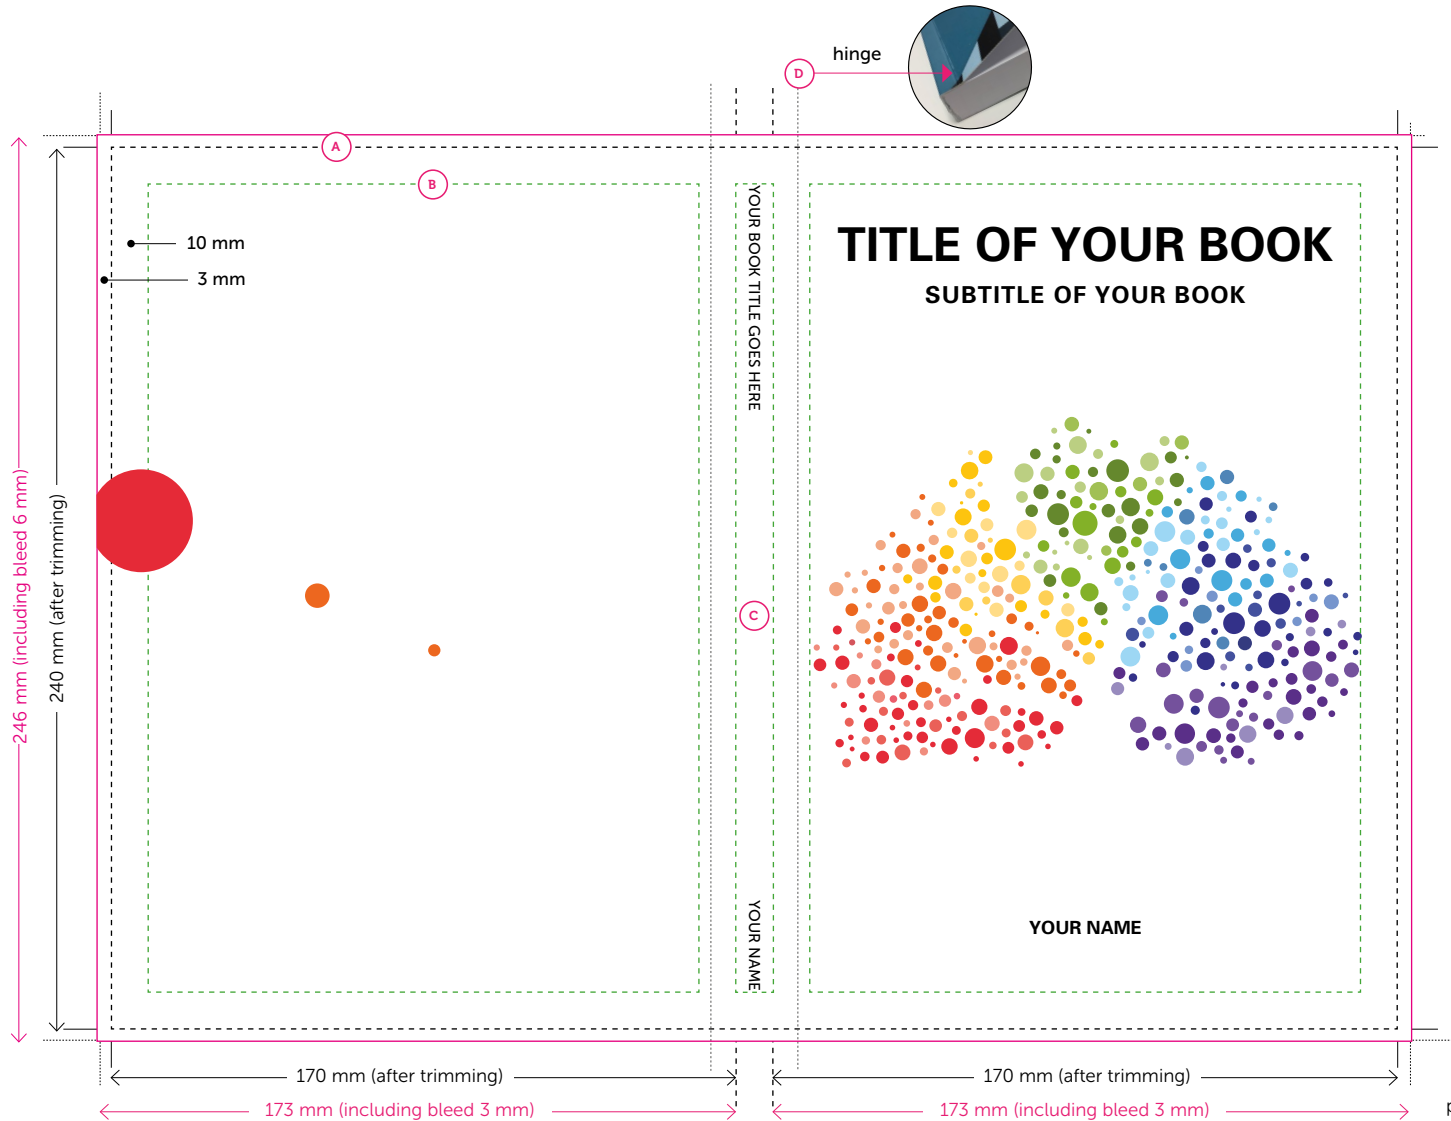 hinge
D
A
B
10 mm
3 mm
TITLE OF YOUR BOOK
SUBTITLE OF YOUR BOOK
YOUR BOOK TITLE GOES HERE
246 mm (including bleed 6 mm)
240 mm (after trimming)
C
YOUR NAME
YOUR NAME
170 mm (after trimming)
170 mm (after trimming)
173 mm (including bleed 3 mm)
173 mm (including bleed 3 mm)